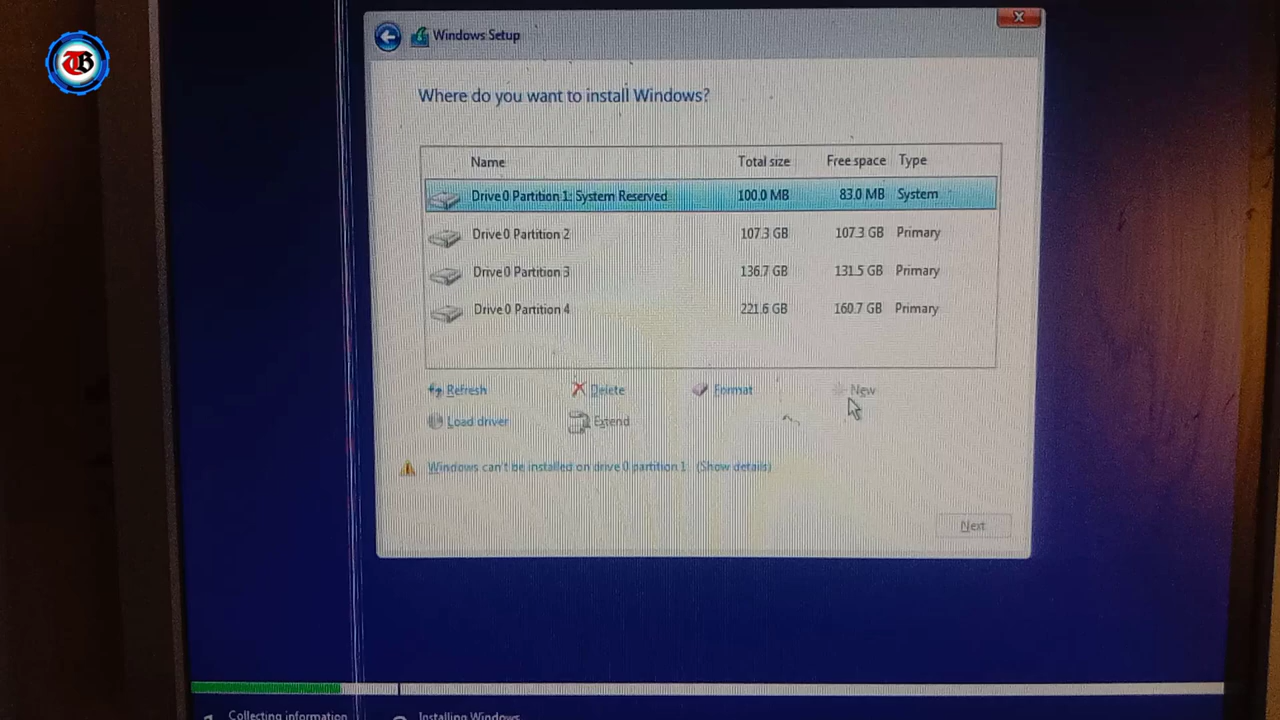 TB
Windows Setup
Where do you want to install Windows?
Name Total size Free space Type
Drive 0 Partition 1: System Reserved 100.0 MB 83.0 MB System
Drive 0 Partition 2 107.3 GB 107.3 GB Primary
Drive 0 Partition 3 136.7 GB 131.5 GB Primary
Drive 0 Partition 4 221.6 GB 160.7 GB Primary
Refresh Delete Format New
Load driver Extend
Windows can't be installed on drive 0 partition 1. (Show details)
Next
Collecting information Installing Windows